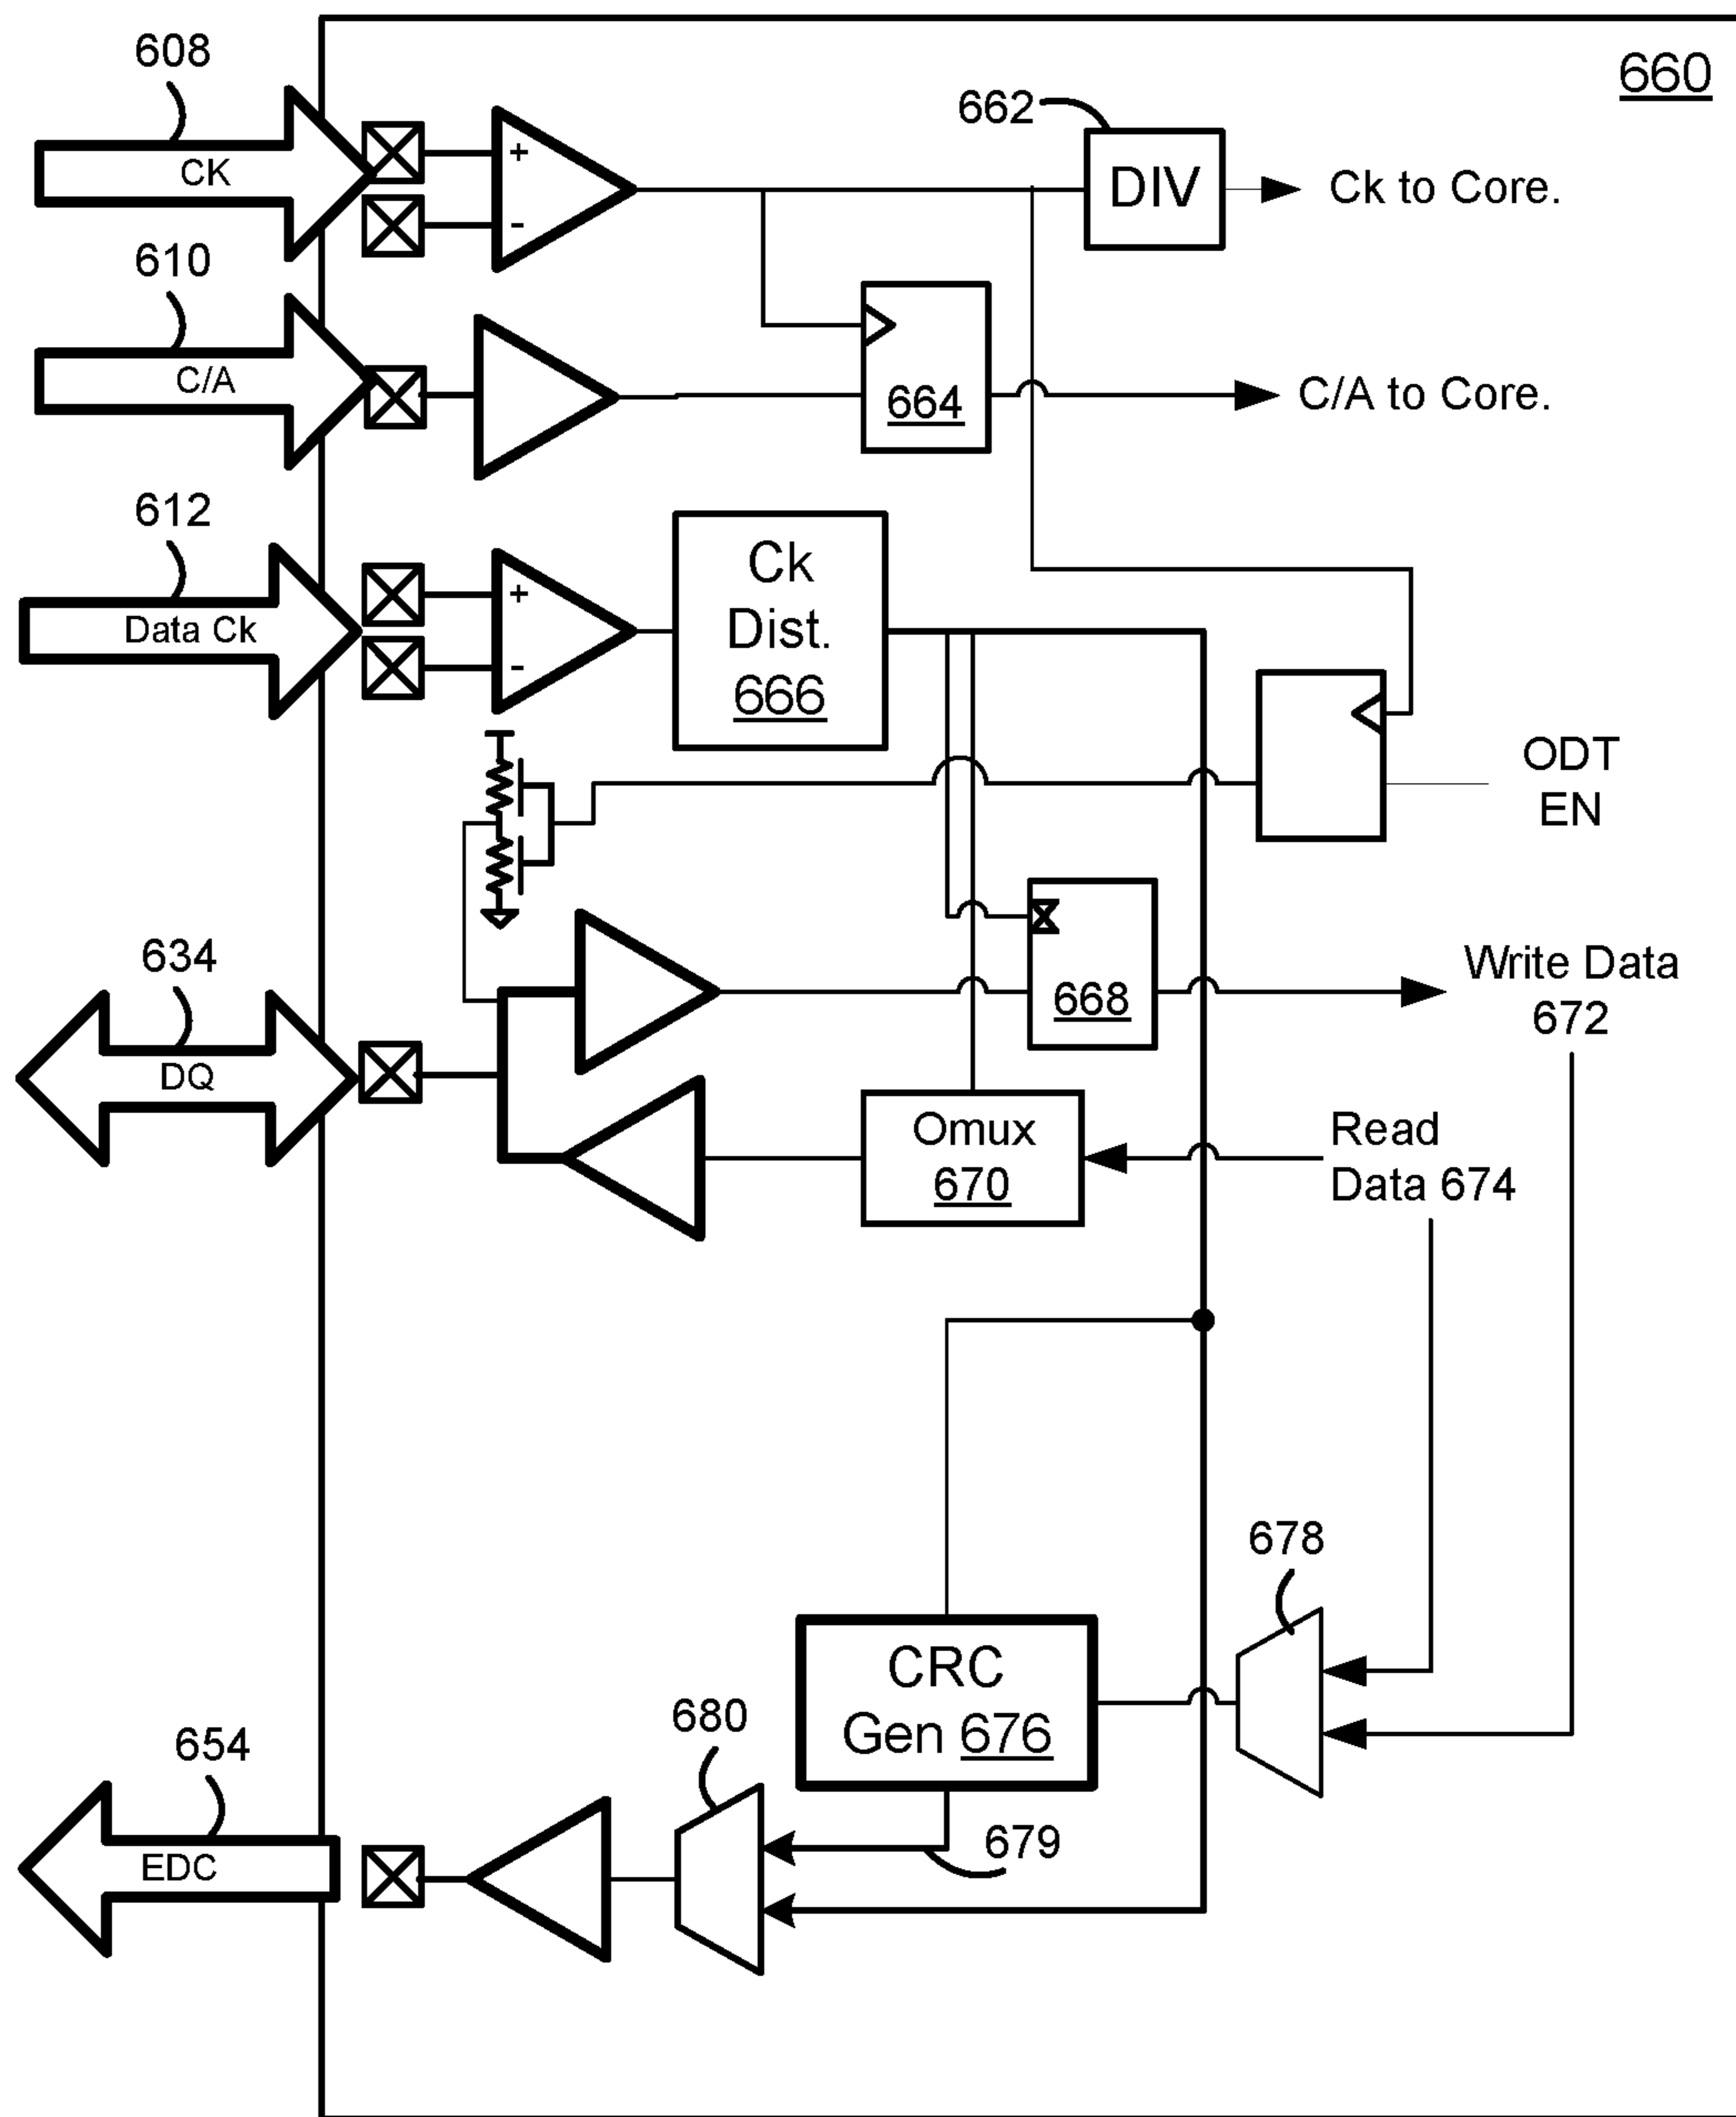 660
608
662
CK
+
-
DIV
Ck to Core.
610
C/A
664
C/A to Core.
612
Data Ck
+
-
Ck
Dist.
666
ODT
EN
634
DQ
668
Write Data
672
Omux
670
Read
Data 674
678
CRC
Gen 676
680
679
654
EDC